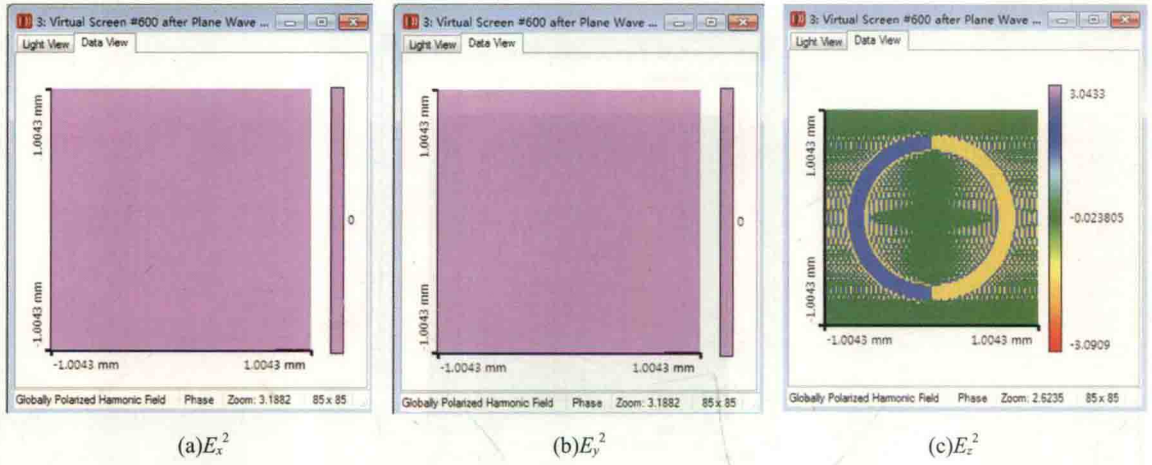 3: Virtual Screen #600 after Plane Wave ...
Light View Data View
1.0043 mm
-1.0043 mm
0
-1.0043 mm 1.0043 mm
Globally Polarized Harmonic Field Phase Zoom: 3.1882 85 x 85
(a)Eₓ²
3: Virtual Screen #600 after Plane Wave ...
Light View Data View
1.0043 mm
-1.0043 mm
0
-1.0043 mm 1.0043 mm
Globally Polarized Harmonic Field Phase Zoom: 3.1882 85 x 85
(b)E_y²
3: Virtual Screen #600 after Plane Wave ...
Light View Data View
1.0043 mm
-1.0043 mm
3.0433
-0.023805
-3.0909
-1.0043 mm 1.0043 mm
Globally Polarized Harmonic Field Phase Zoom: 2.6235 85 x 85
(c)E_z²